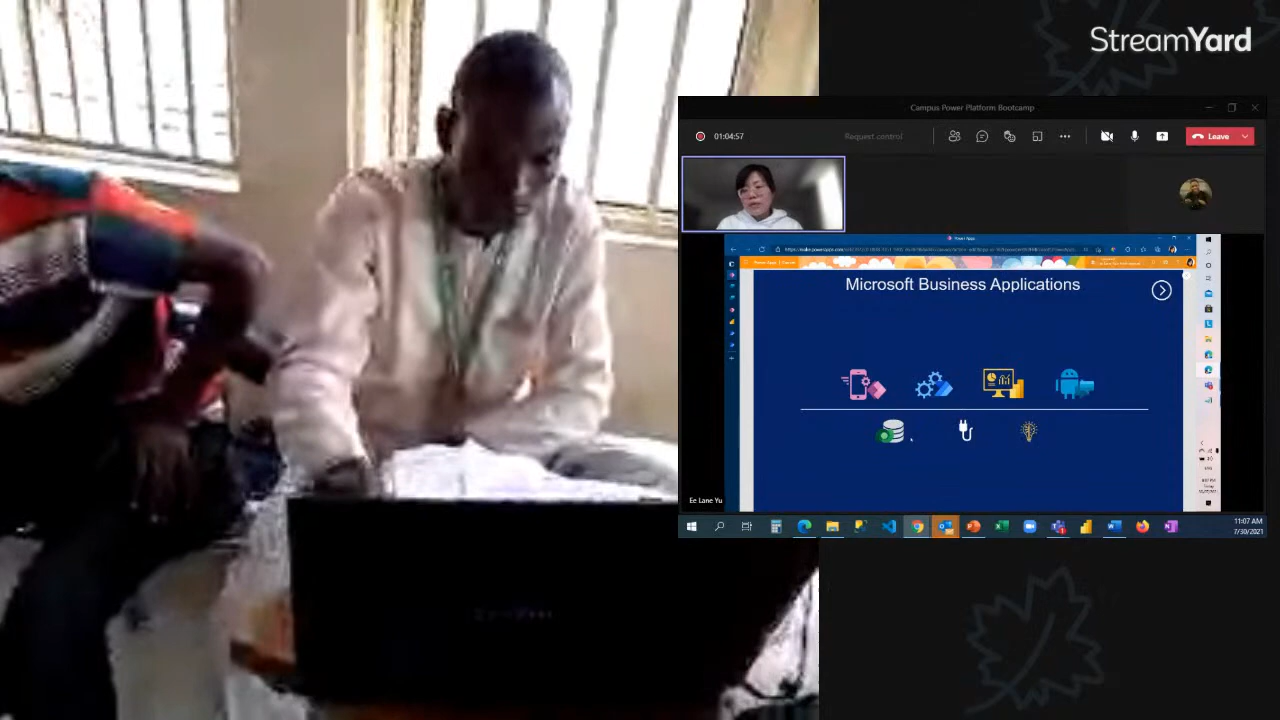 StreamYard
Campus Power Platform Bootcamp
01:04:57
Request control
Leave
Microsoft Business Applications
Ee Lane Yu
11:07 AM
7/30/2021